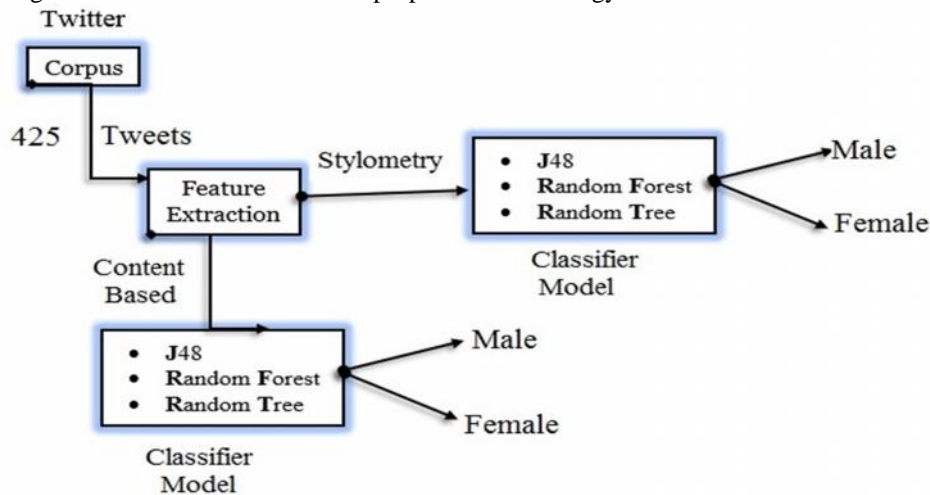 Twitter
Corpus
425 Tweets
Feature
Extraction
Stylometry
• J48
• Random Forest
• Random Tree
Classifier
Model
Male
Female
Content
Based
• J48
• Random Forest
• Random Tree
Classifier
Model
Male
Female